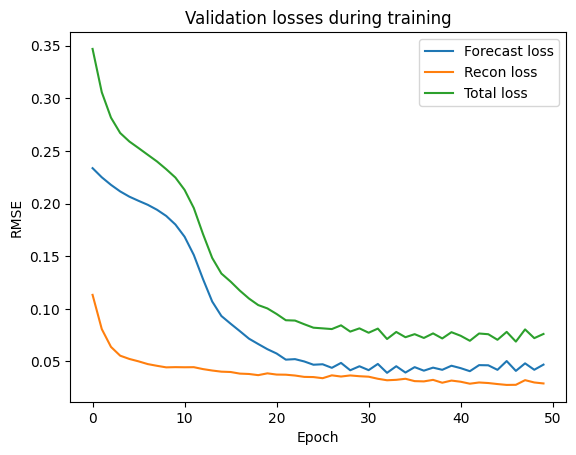 Validation losses during training
Forecast loss
Recon loss
Total loss
RMSE
0.35
0.30
0.25
0.20
0.15
0.10
0.05
0 10 20 30 40 50
Epoch